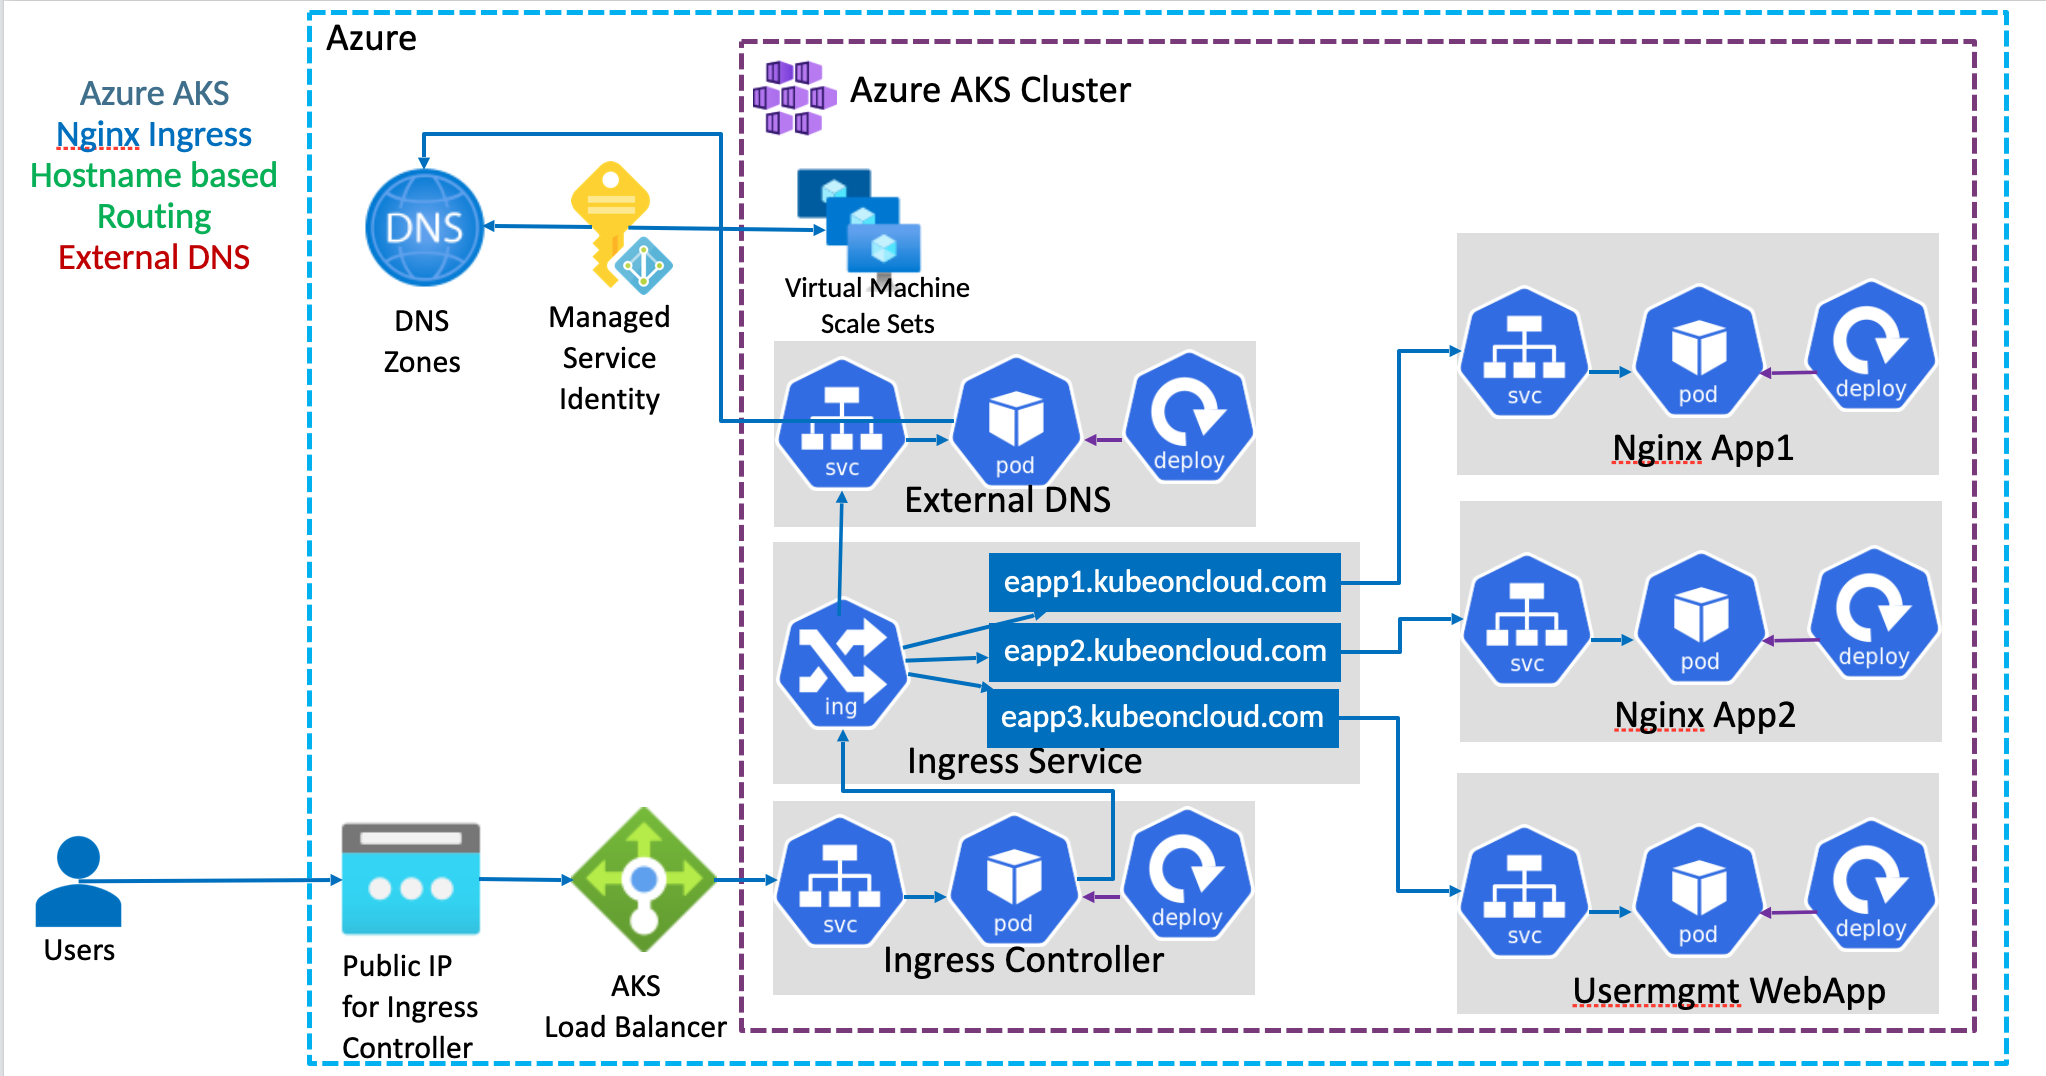 Azure AKS
Nginx Ingress
Hostname based
Routing
External DNS
Azure
Azure AKS Cluster
DNS
DNS
Zones
Managed
Service
Identity
Virtual Machine
Scale Sets
svc
pod
deploy
External DNS
ing
eapp1.kubeoncloud.com
eapp2.kubeoncloud.com
eapp3.kubeoncloud.com
Ingress Service
svc
pod
deploy
Ingress Controller
svc
pod
deploy
Nginx App1
svc
pod
deploy
Nginx App2
svc
pod
deploy
Usermgmt WebApp
Users
Public IP
for Ingress
Controller
AKS
Load Balancer